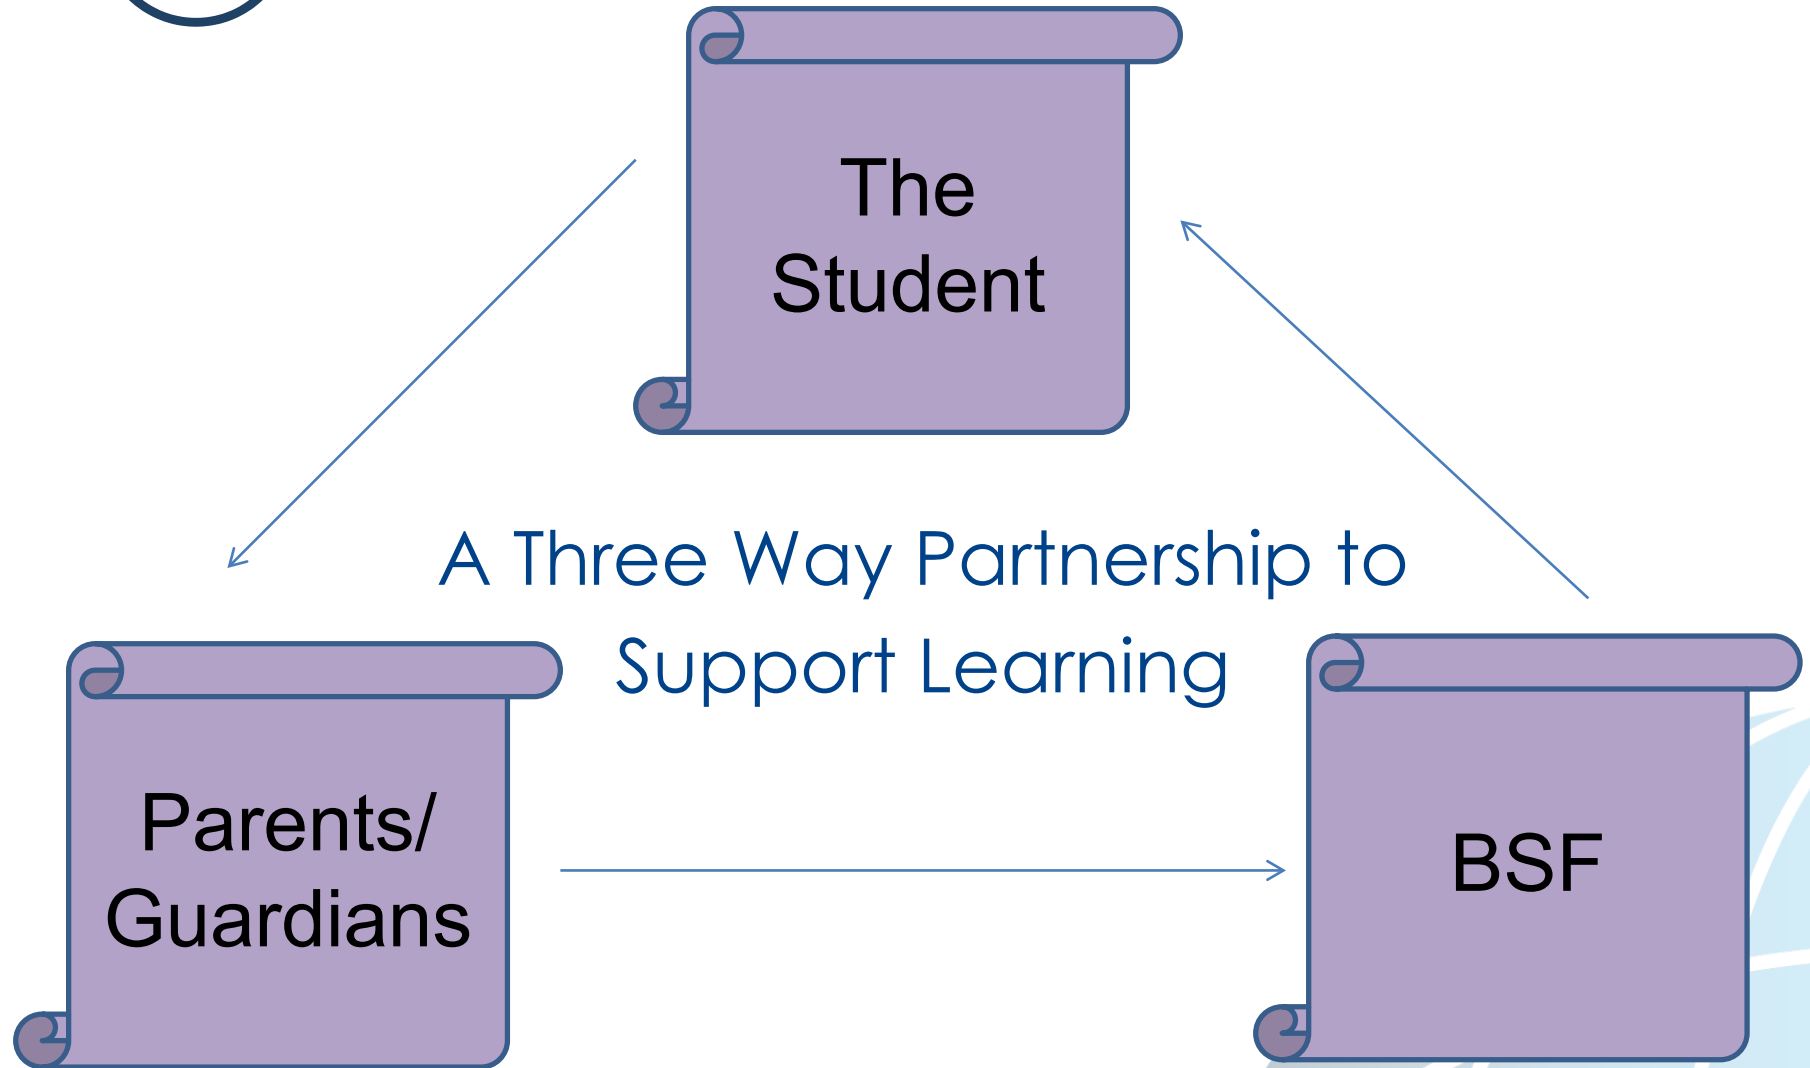 The
Student
A Three Way Partnership to
Support Learning
Parents/
Guardians
BSF